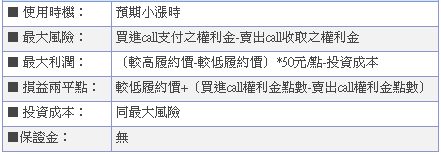 ■ 使用時機： 預期小漲時
■ 最大風險： 買進call支付之權利金-賣出call收取之權利金
■ 最大利潤： （較高履約價-較低履約價）*50元/點-投資成本
■ 損益兩平點： 較低履約價+（買進call權利金點數-賣出call權利金點數）
■ 投資成本： 同最大風險
■保證金： 無